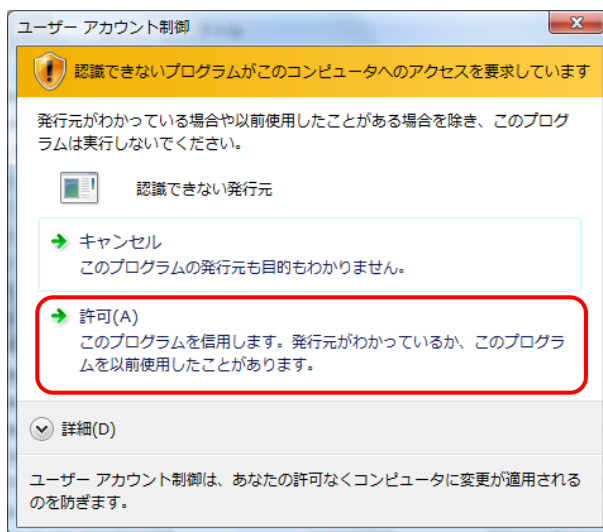 ユーザー アカウント制御
認識できないプログラムがこのコンピュータへのアクセスを要求しています
発行元がわかっている場合や以前使用したことがある場合を除き、このプログ
ラムは実行しないでください。
認識できない発行元
キャンセル
このプログラムの発行元も目的もわかりません。
許可(A)
このプログラムを信用します。発行元がわかっているか、このプログラ
ムを以前使用したことがあります。
詳細(D)
ユーザー アカウント制御は、あなたの許可なくコンピュータに変更が適用される
のを防ぎます。